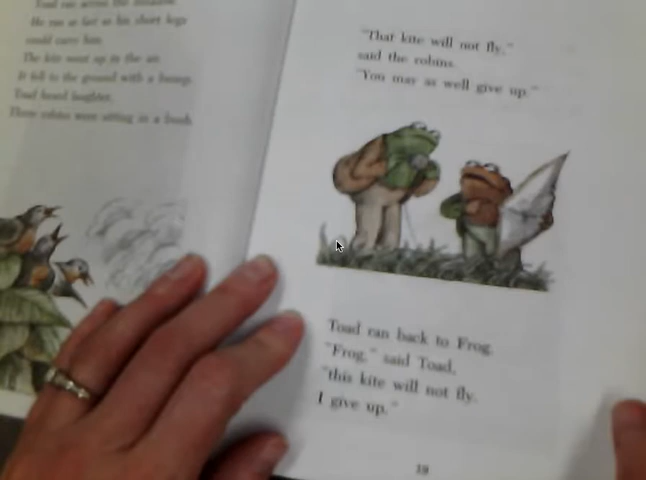 Toad ran across the meadow.
He ran as fast as his short legs
could carry him.
The kite went up in the air.
It fell to the ground with a bump.
Toad heard laughter.
Three robins were sitting in a bush.
"That kite will not fly,"
said the robins.
"You may as well give up."
Toad ran back to Frog.
"Frog," said Toad,
"this kite will not fly.
I give up."
19